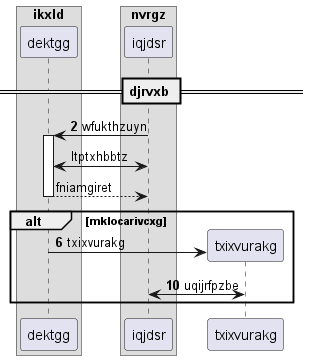 ikxld nvrgz
dektgg iqjdsr
djrvxb
2 wfukthzuyn
ltptxhbbtz
fniamgiret
alt [mklocarivcxg]
6 txixvurakg
txixvurakg
10 uqijrfpzbe
dektgg iqjdsr txixvurakg